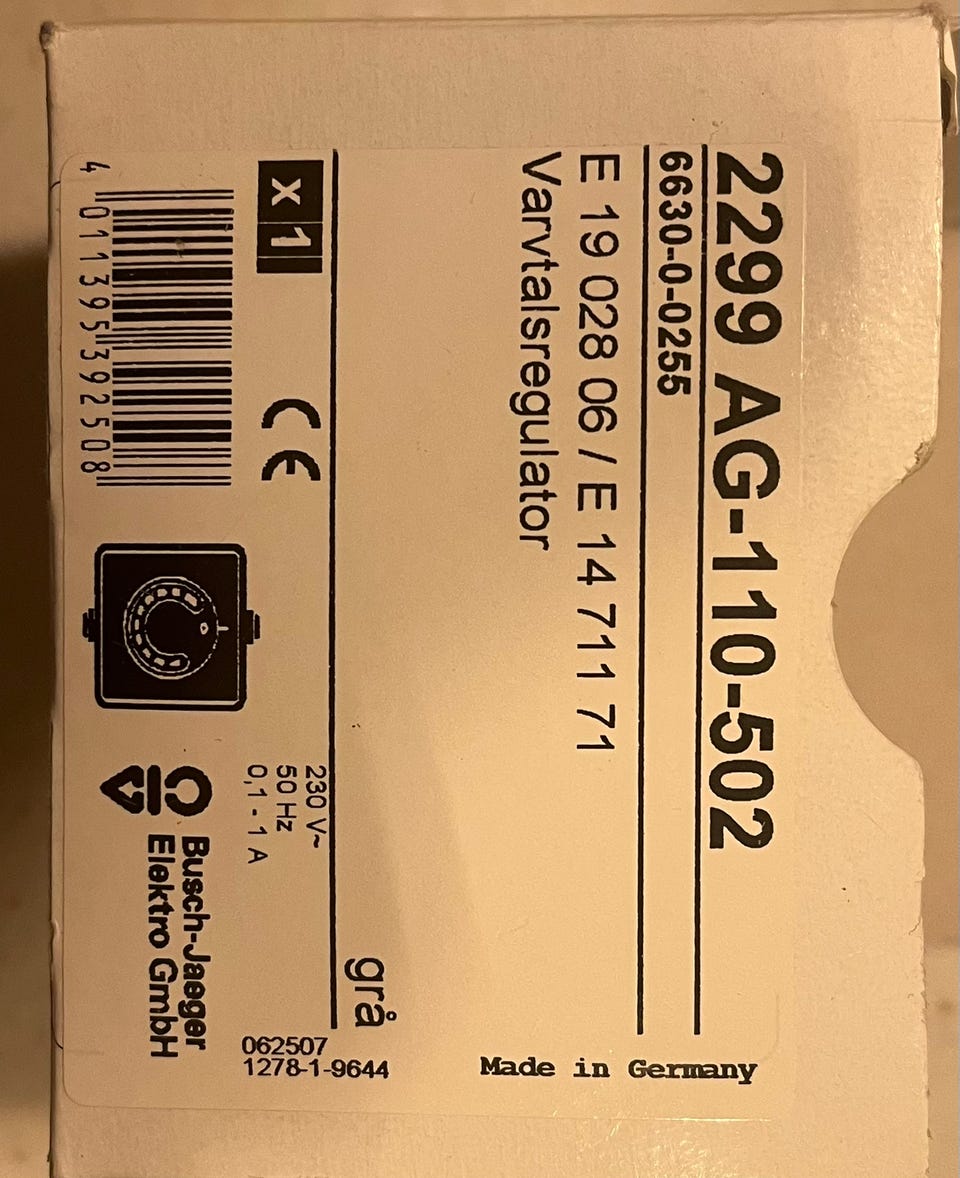 2299 AG-110-502
6630-0-0255
E 19 028 06 / E 14 711 71
Varvtalsregulator
grå
x 1
CE
230 V~
50 Hz
0,1 - 1 A
4 011395 392508
Busch-Jaeger
Elektro GmbH
062507
1278-1-9644
Made in Germany